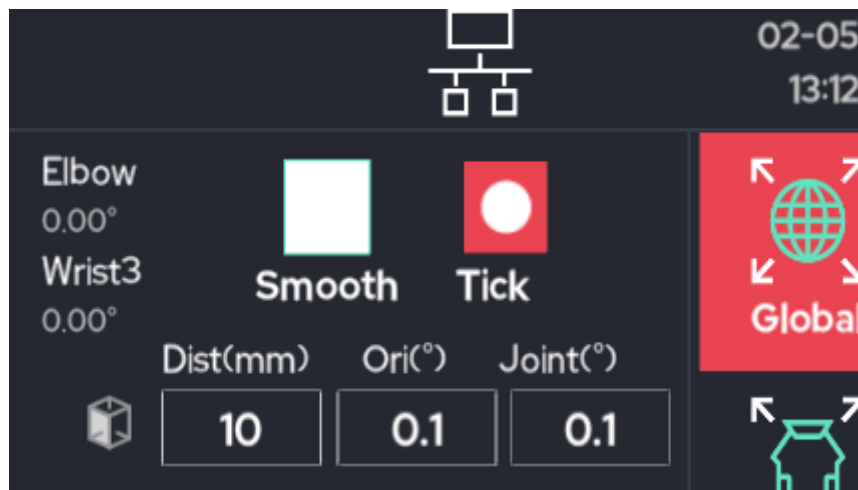 02-05
13:12
Elbow
0.00°
Wrist3
0.00°
Smooth
Tick
Global
Dist(mm) Ori(°) Joint(°)
10 0.1 0.1